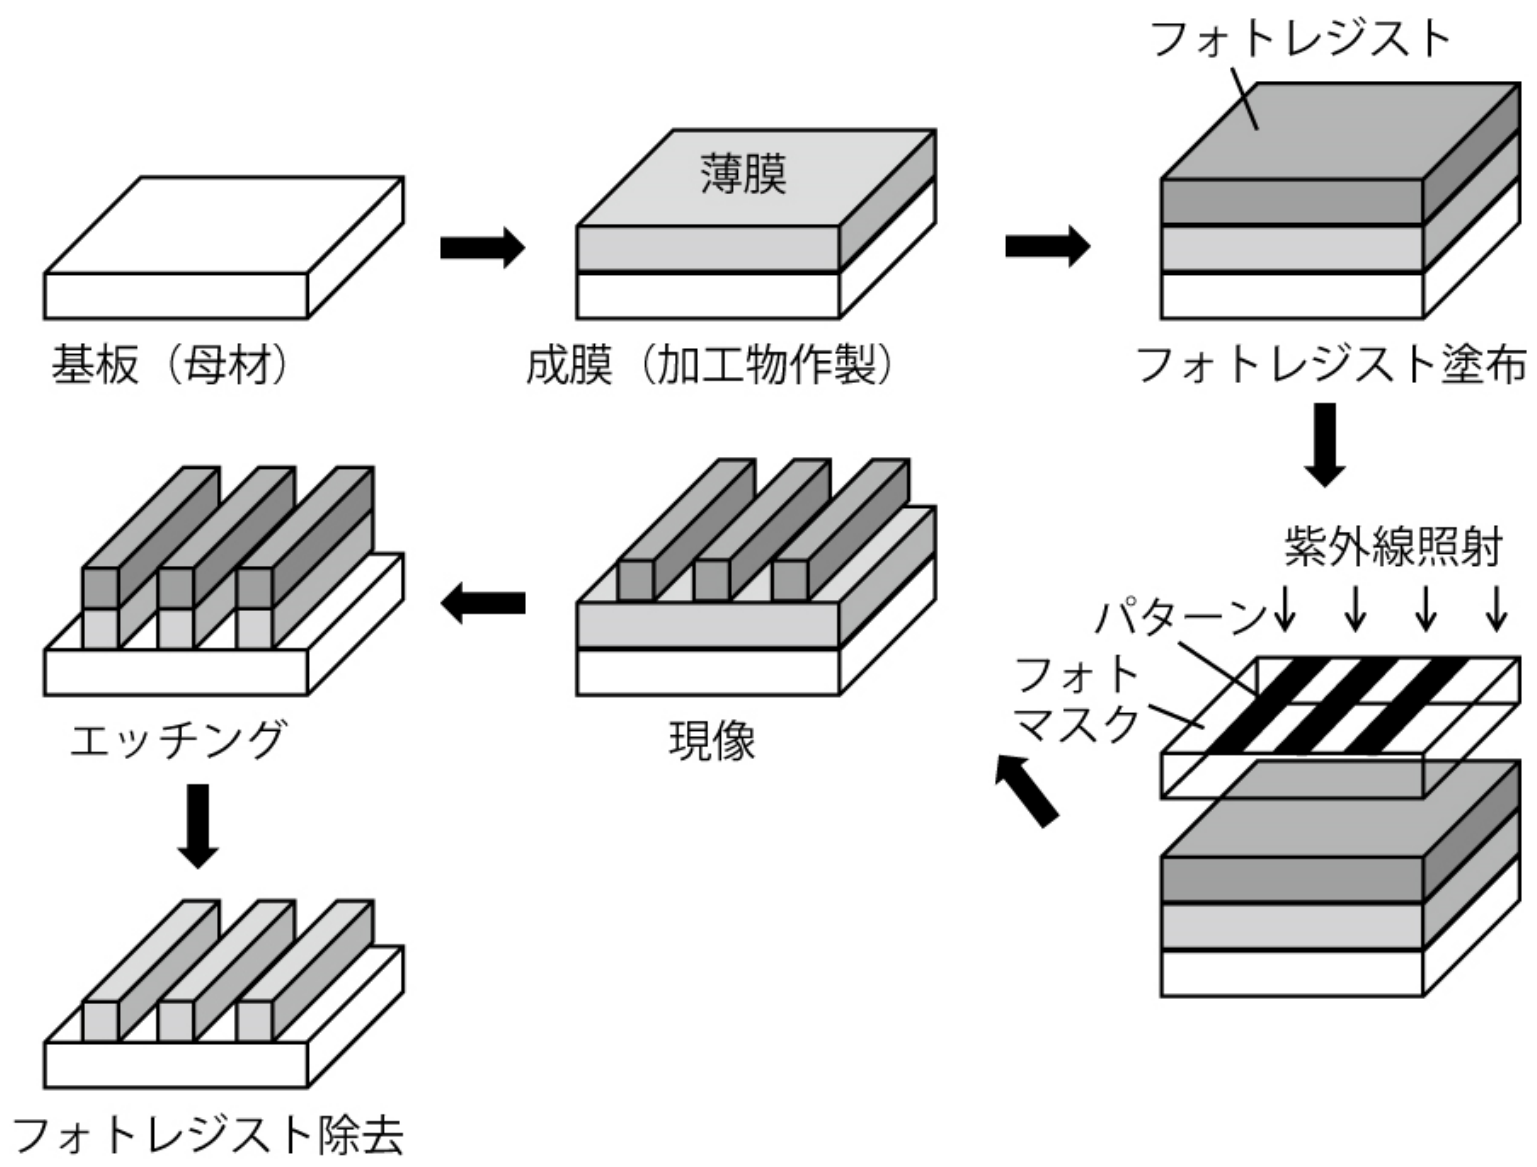 フォトレジスト
薄膜
基板（母材）
成膜（加工物作製）
フォトレジスト塗布
紫外線照射
パターン
フォト
マスク
現像
エッチング
フォトレジスト除去